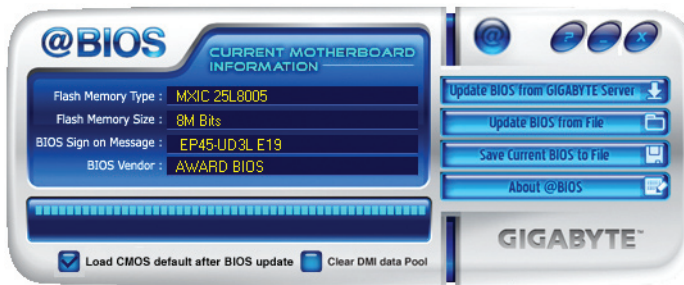 @BIOS
CURRENT MOTHERBOARD
INFORMATION
Flash Memory Type : MXIC 25L8005
Flash Memory Size : 8M Bits
BIOS Sign on Message : EP45-UD3L E19
BIOS Vendor : AWARD BIOS
Load CMOS default after BIOS update
Clear DMI data Pool
@
?
_
X
Update BIOS from GIGABYTE Server
Update BIOS from File
Save Current BIOS to File
About @BIOS
GIGABYTE™